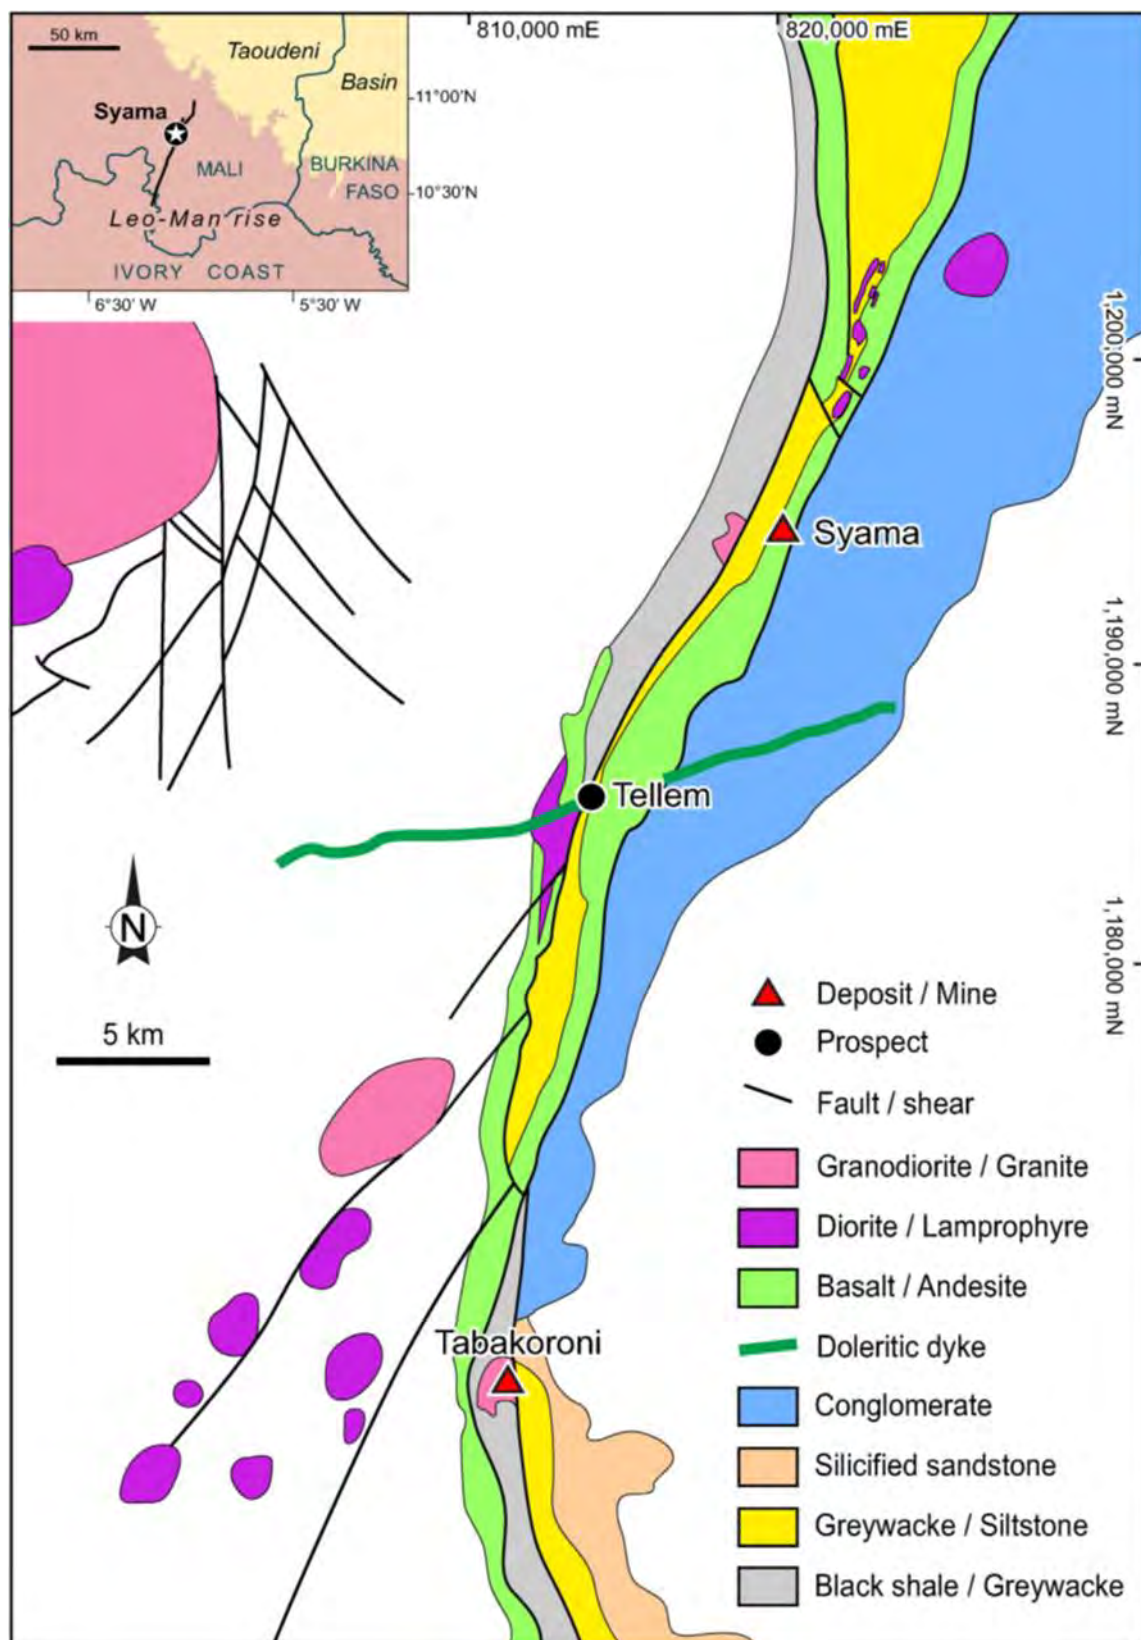 810,000 mE
820,000 mE
50 km
Taoudeni
Basin
11°00'N
Syama
MALI
BURKINA
FASO
10°30'N
Leo-Man rise
IVORY COAST
6°30' W
5°30' W
1,200,000 mN
Syama
1,190,000 mN
Tellem
N
1,180,000 mN
5 km
Deposit / Mine
Prospect
Fault / shear
Granodiorite / Granite
Diorite / Lamprophyre
Basalt / Andesite
Tabakoroni
Doleritic dyke
Conglomerate
Silicified sandstone
Greywacke / Siltstone
Black shale / Greywacke